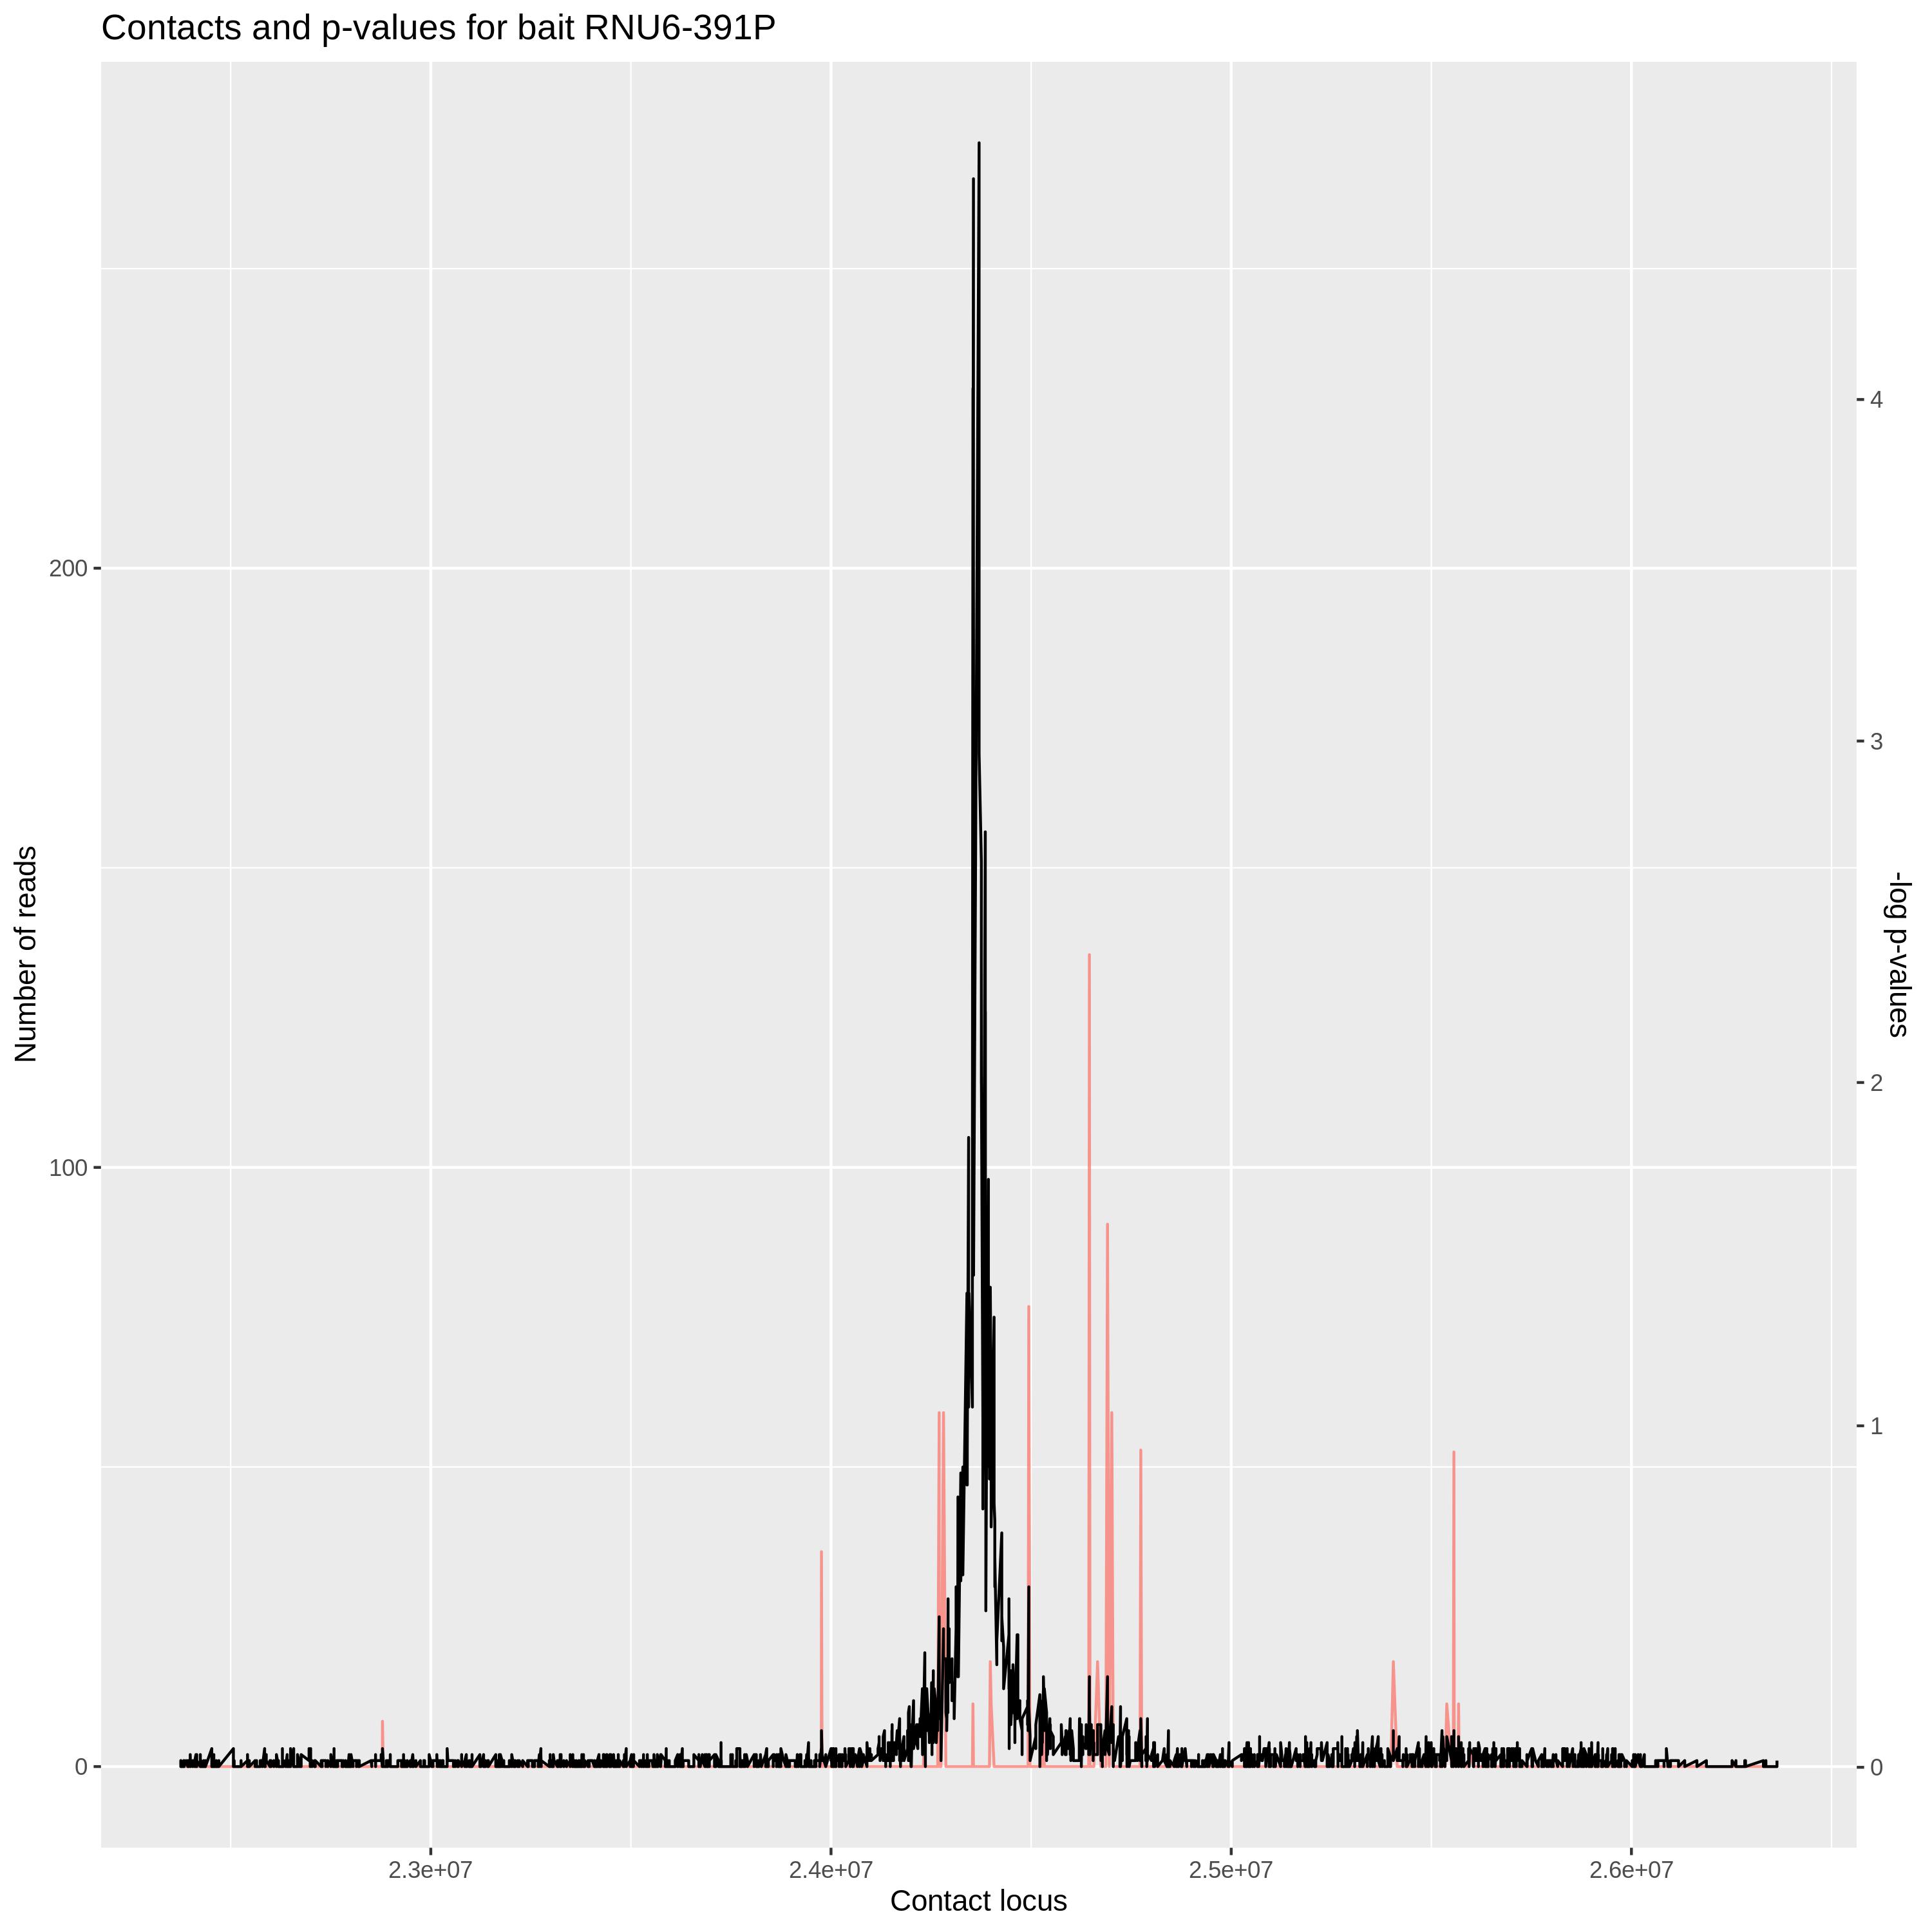 Contacts and p-values for bait RNU6-391P
Number of reads
200
100
0
4
3
2
1
0
-log p-values
2.3e+07
2.4e+07
2.5e+07
2.6e+07
Contact locus